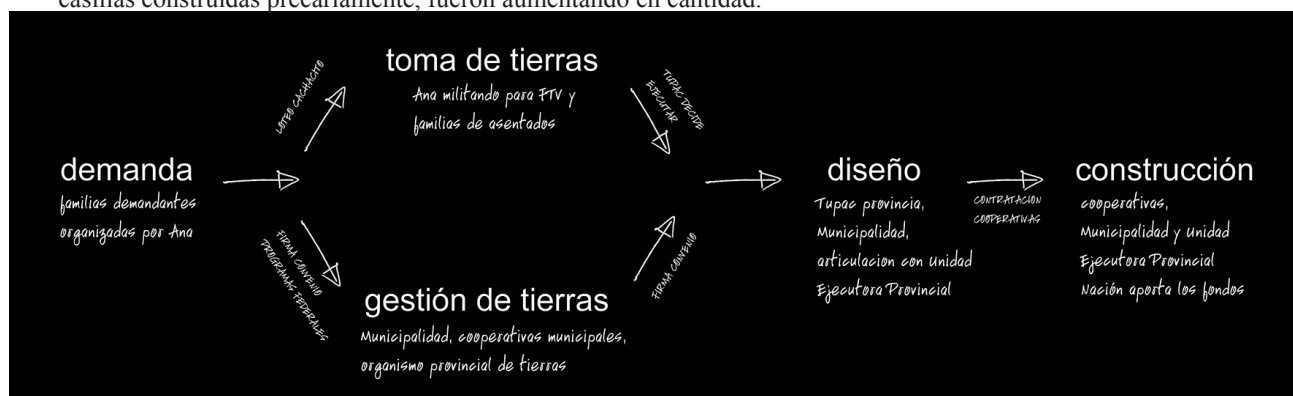 casillas construidas precariamente, fueron aumentando en cantidad.
demanda
familias demandantes
organizadas por Ana
LOTEO CACHACITO
toma de tierras
Ana militando para FTV y
familias de asentados
TUPAC DECIDE
EJECUTAR
FIRMA CONVENIO
PROGRAMAS FEDERALES
gestión de tierras
Municipalidad, cooperativas municipales,
organismo provincial de tierras
FIRMA CONVENIO
diseño
Tupac provincia,
Municipalidad,
articulacion con Unidad
Ejecutora Provincial
CONTRATACION
COOPERATIVAS
construcción
cooperativas,
Municipalidad y Unidad
Ejecutora Provincial
Nación aporta los fondos